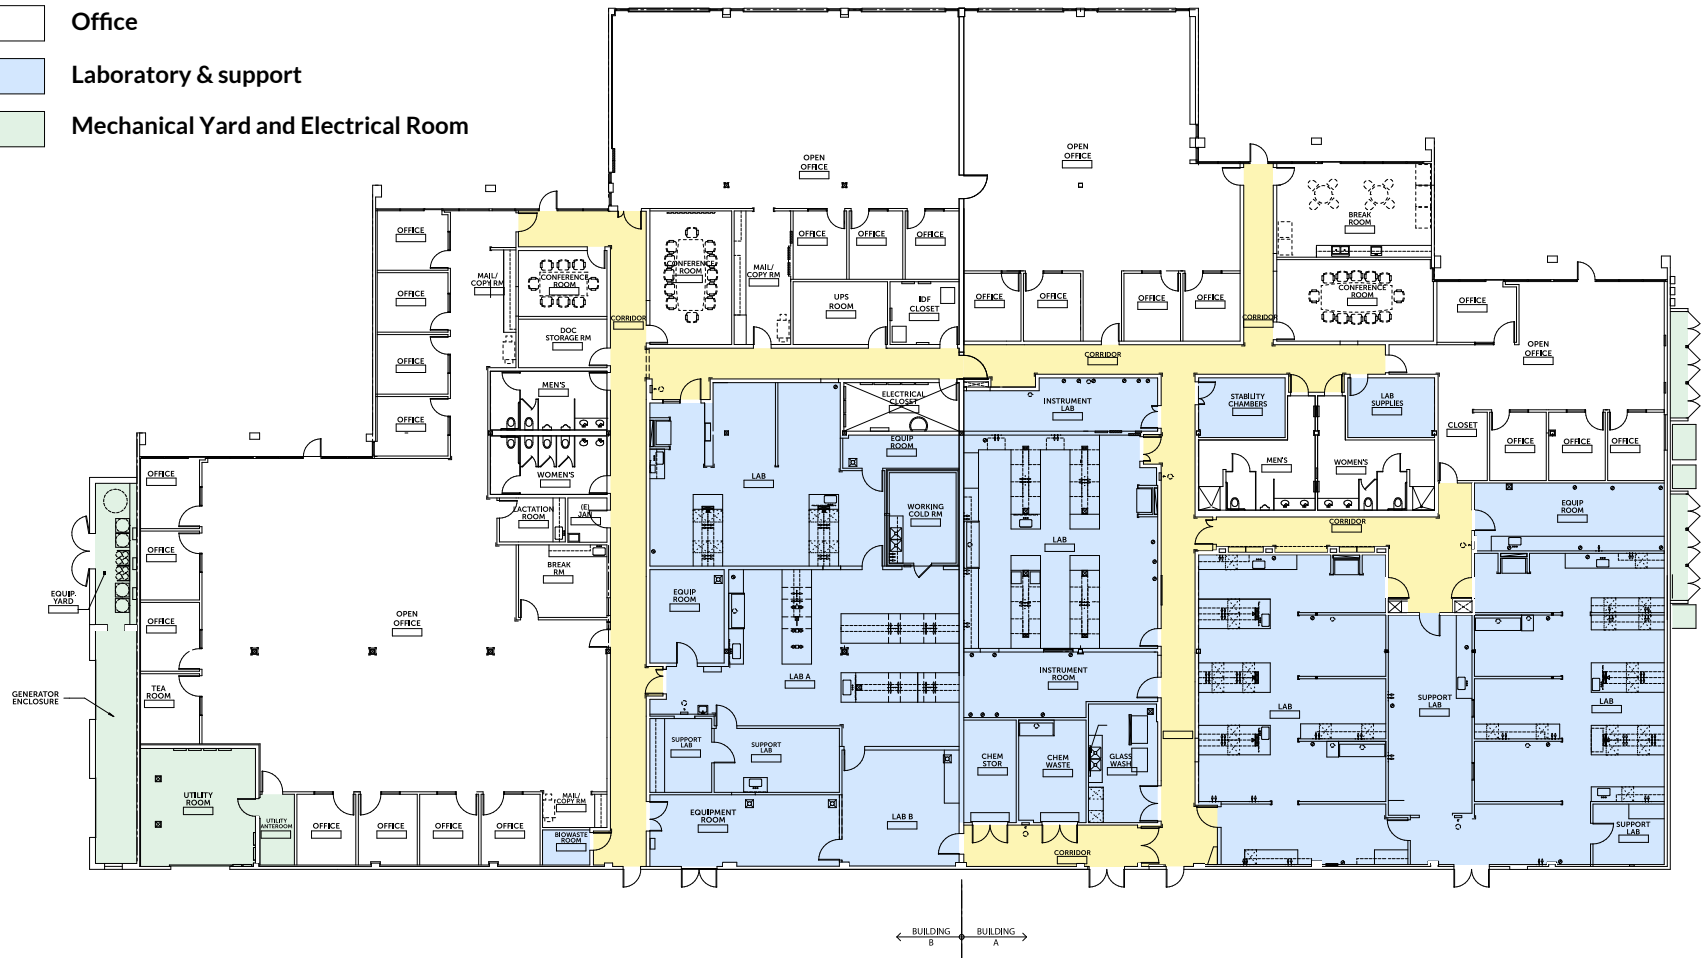 Office
Laboratory & support
Mechanical Yard and Electrical Room
OPEN
OFFICE
OPEN
OFFICE
BREAK
ROOM
OFFICE
MAIL/
COPY RM
CONFERENCE
ROOM
CORRIDOR
CONFERENCE
ROOM
MAIL/
COPY RM
OFFICE
OFFICE
OFFICE
UPS
ROOM
IDF
CLOSET
OFFICE
OFFICE
OFFICE
OFFICE
CORRIDOR
CONFERENCE
ROOM
OFFICE
OPEN
OFFICE
OFFICE
DOC
STORAGE RM
OFFICE
OFFICE
MEN'S
WOMEN'S
CORRIDOR
ELECTRICAL
CLOSET
INSTRUMENT
LAB
STABILITY
CHAMBERS
LAB
SUPPLIES
CLOSET
OFFICE
OFFICE
OFFICE
EQUIP
ROOM
LAB
WORKING
COLD RM
LAB
MEN'S
WOMEN'S
CORRIDOR
EQUIP
ROOM
OFFICE
OFFICE
OFFICE
TEA
ROOM
LACTATION
ROOM
(E)
JAN
BREAK
RM
OPEN
OFFICE
EQUIP.
YARD
GENERATOR
ENCLOSURE
EQUIP
ROOM
LAB A
INSTRUMENT
ROOM
LAB
SUPPORT
LAB
LAB
SUPPORT
LAB
SUPPORT
LAB
CHEM
STOR
CHEM
WASTE
GLASS
WASH
UTILITY
ROOM
UTILITY
ANTEROOM
OFFICE
OFFICE
OFFICE
OFFICE
MAIL/
COPY RM
BIOWASTE
ROOM
EQUIPMENT
ROOM
LAB B
CORRIDOR
SUPPORT
LAB
BUILDING
B
BUILDING
A